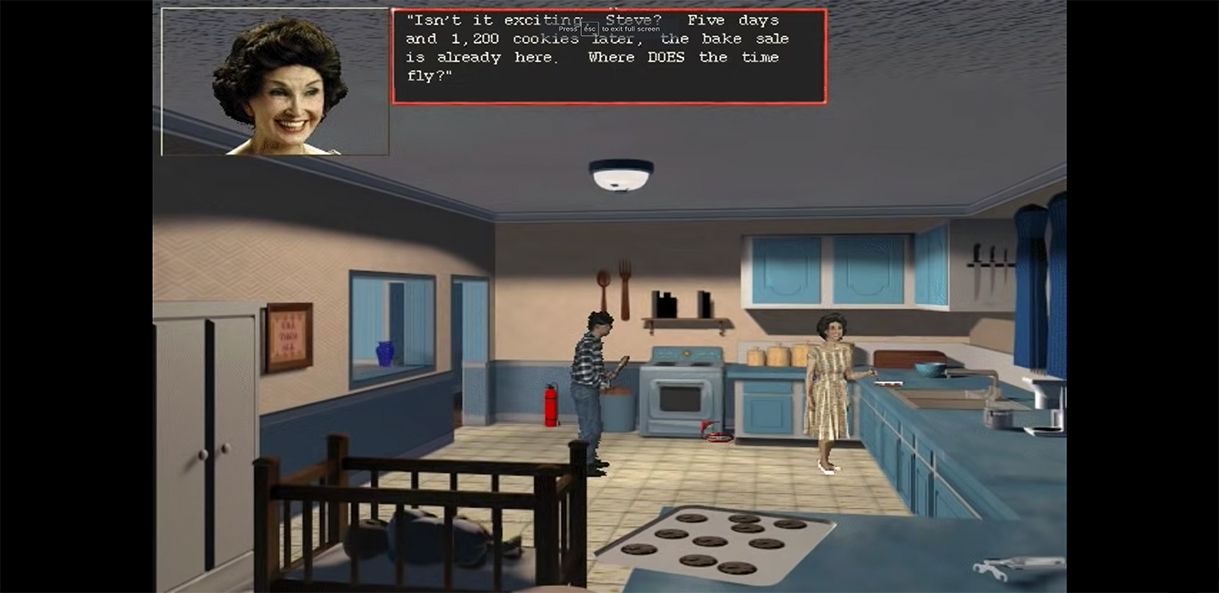 "Isn't it exciting, Steve?  Five days
Press esc to exit full screen
and 1,200 cookies later, the bake sale
is already here.  Where DOES the time
fly?"